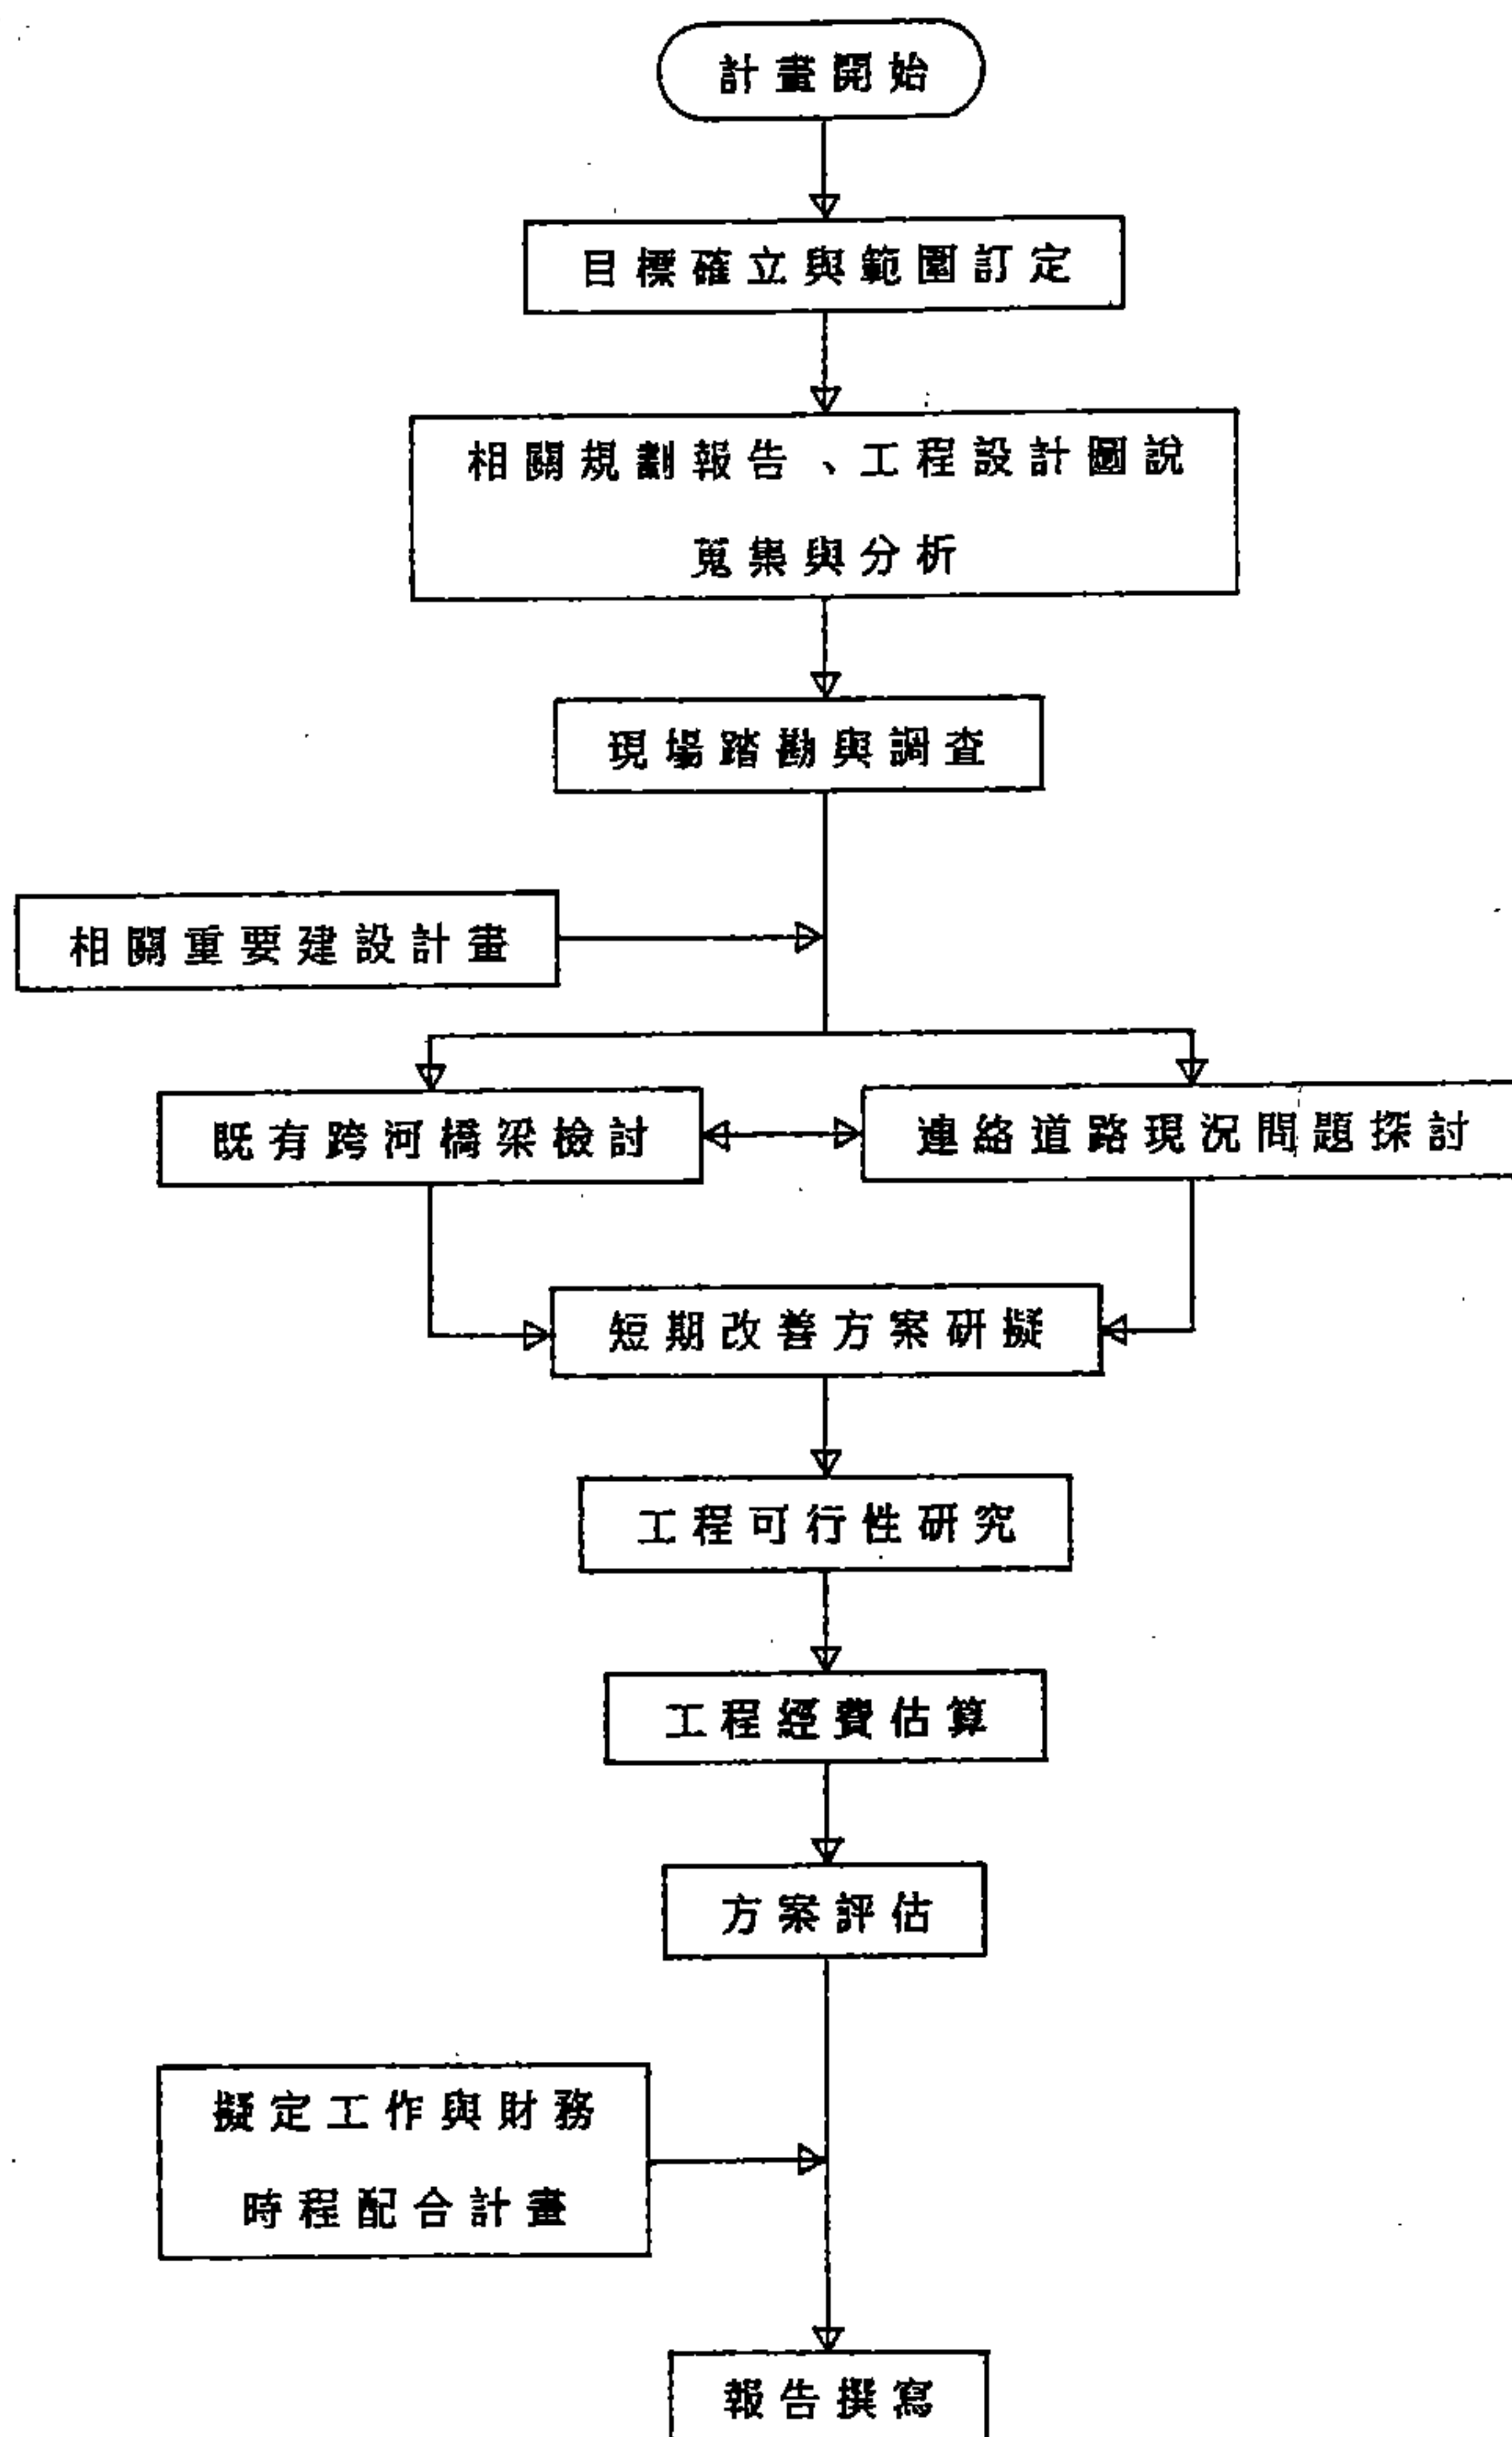 計畫開始
目標確立與範圍訂定
相關規劃報告、工程設計圖說
蒐集與分析
現場踏勘與調查
相關重要建設計畫
既有跨河橋梁檢討
連絡道路現況問題探討
短期改善方案研擬
工程可行性研究
工程經費估算
方案評估
擬定工作與財務
時程配合計畫
報告撰寫